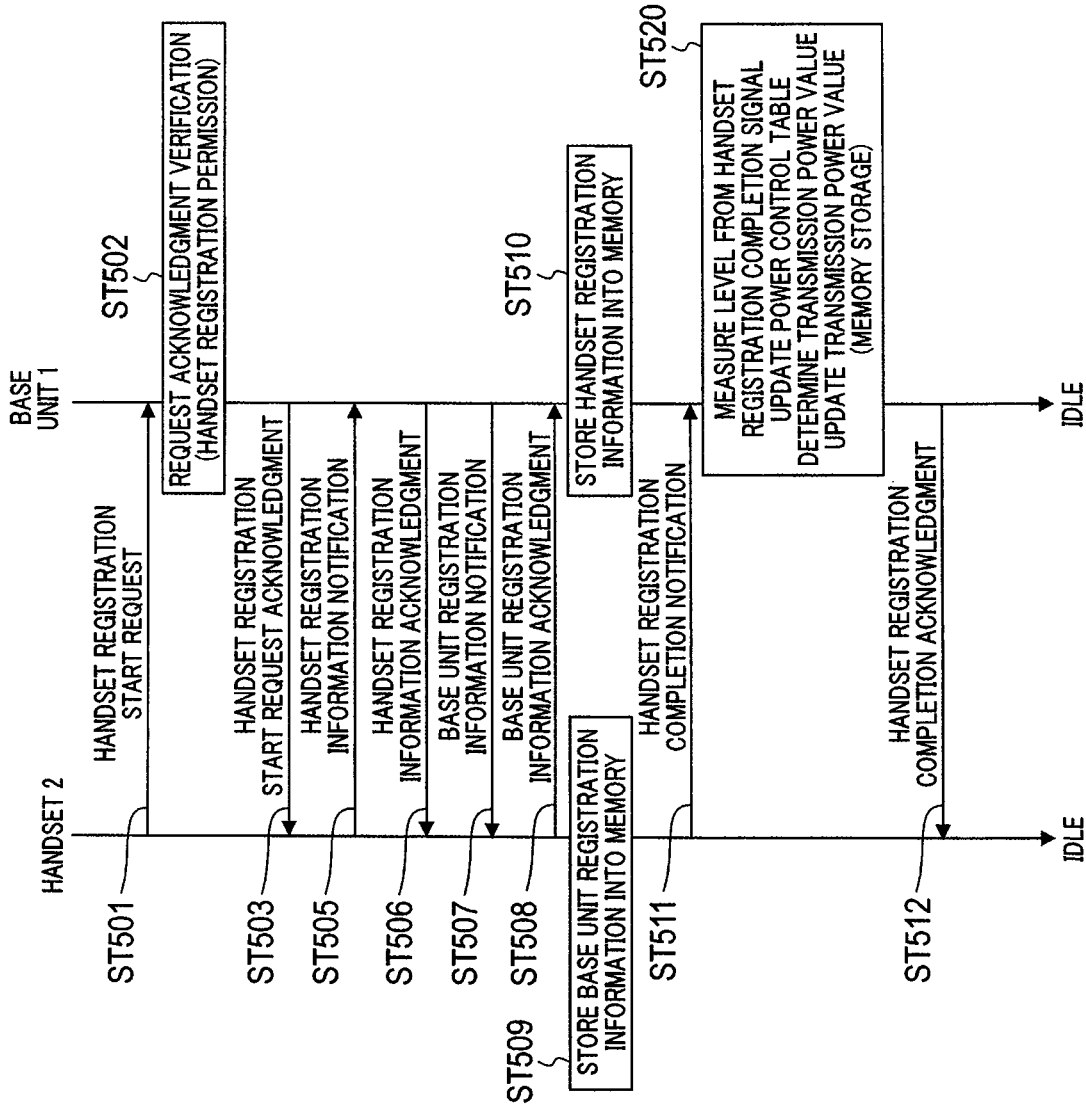 HANDSET 2
BASE
UNIT 1
ST501
HANDSET REGISTRATION
START REQUEST
ST502
REQUEST ACKNOWLEDGMENT VERIFICATION
(HANDSET REGISTRATION PERMISSION)
ST503
HANDSET REGISTRATION
START REQUEST ACKNOWLEDGMENT
ST505
HANDSET REGISTRATION
INFORMATION NOTIFICATION
ST506
HANDSET REGISTRATION
INFORMATION ACKNOWLEDGMENT
ST507
BASE UNIT REGISTRATION
INFORMATION NOTIFICATION
ST508
BASE UNIT REGISTRATION
INFORMATION ACKNOWLEDGMENT
ST509
STORE BASE UNIT REGISTRATION
INFORMATION INTO MEMORY
ST510
STORE HANDSET REGISTRATION
INFORMATION INTO MEMORY
ST511
HANDSET REGISTRATION
COMPLETION NOTIFICATION
ST520
MEASURE LEVEL FROM HANDSET
REGISTRATION COMPLETION SIGNAL
UPDATE POWER CONTROL TABLE
DETERMINE TRANSMISSION POWER VALUE
UPDATE TRANSMISSION POWER VALUE
(MEMORY STORAGE)
ST512
HANDSET REGISTRATION
COMPLETION ACKNOWLEDGMENT
IDLE
IDLE